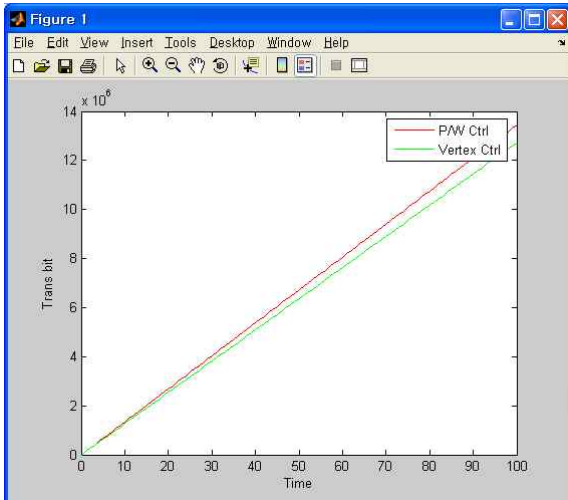 Figure 1
File Edit View Insert Tools Desktop Window Help
x 10^6
14
12
10
8
6
4
2
0
Trans bit
P/W Ctrl
Vertex Ctrl
0 10 20 30 40 50 60 70 80 90 100
Time